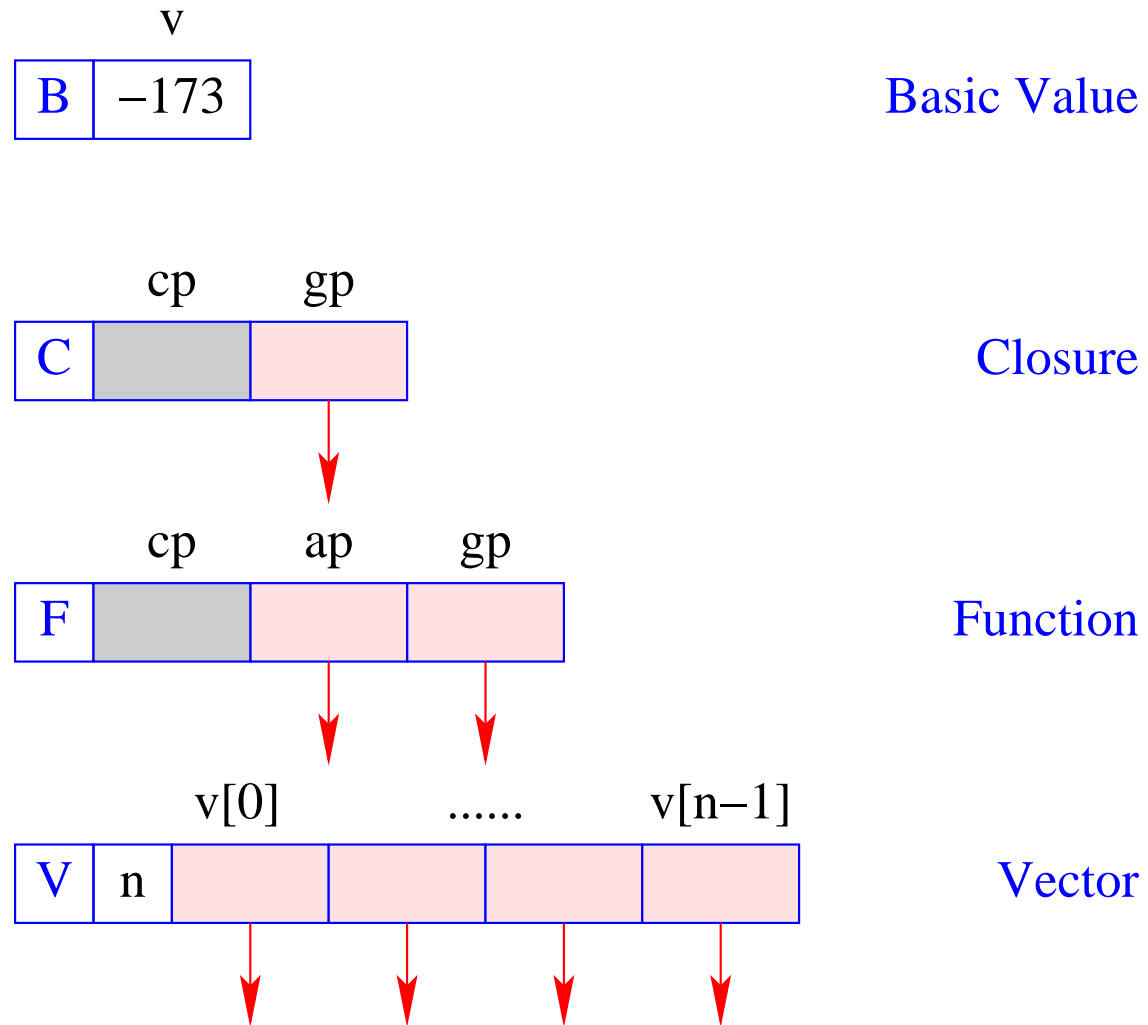 v
B −173 Basic Value
cp gp
C Closure
cp ap gp
F Function
v[0] ...... v[n−1]
V n Vector